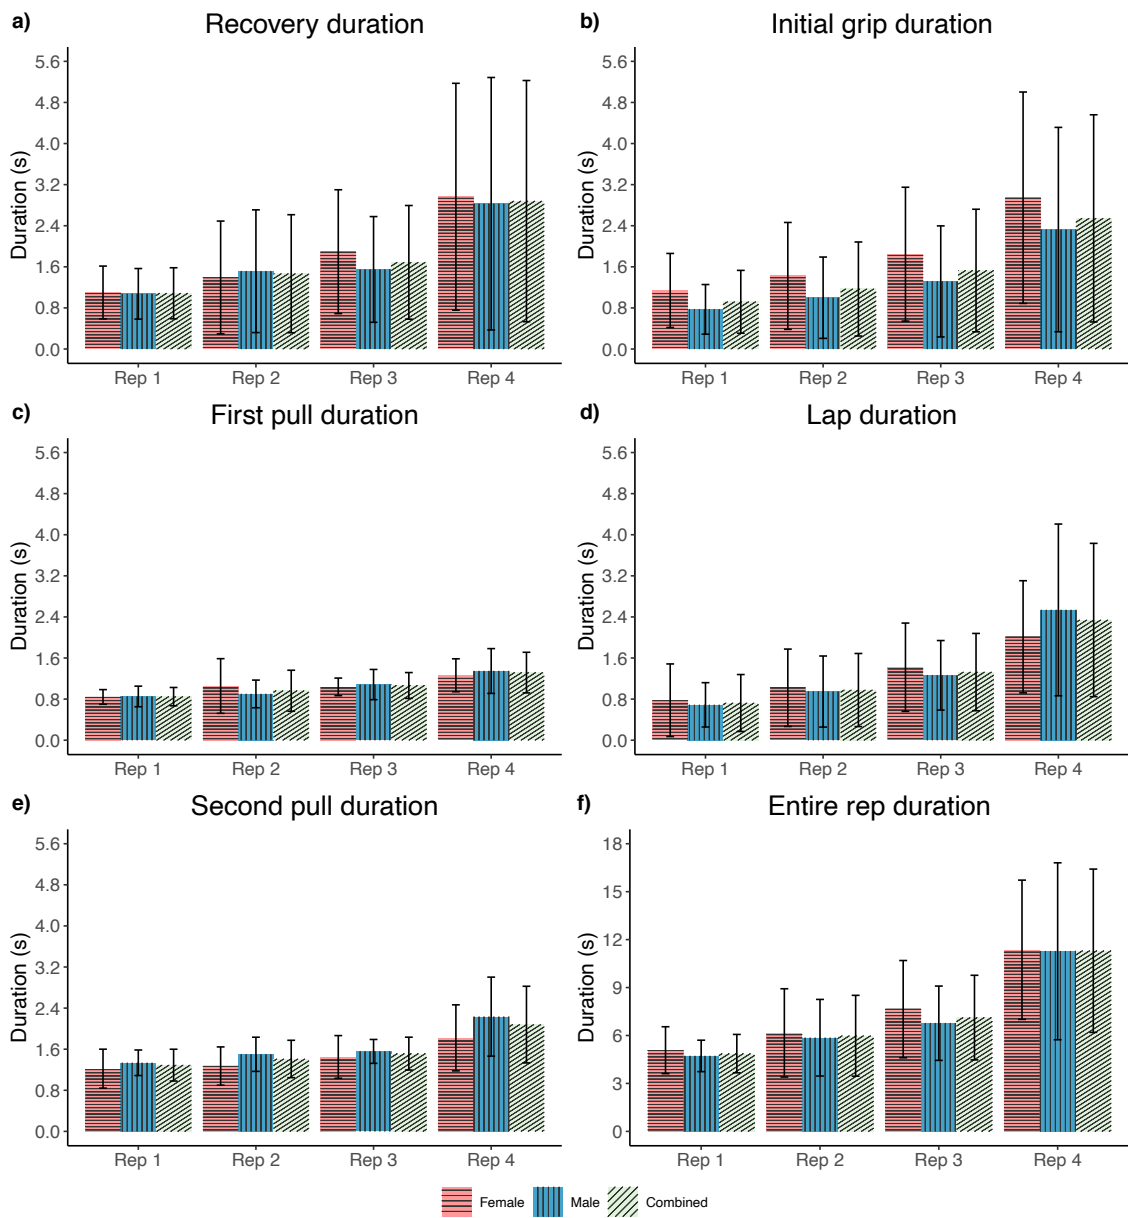 a) Recovery duration
b) Initial grip duration
Duration (s)
5.6
4.8
4.0
3.2
2.4
1.6
0.8
0.0
Rep 1 Rep 2 Rep 3 Rep 4
Duration (s)
5.6
4.8
4.0
3.2
2.4
1.6
0.8
0.0
Rep 1 Rep 2 Rep 3 Rep 4
c) First pull duration
d) Lap duration
Duration (s)
5.6
4.8
4.0
3.2
2.4
1.6
0.8
0.0
Rep 1 Rep 2 Rep 3 Rep 4
Duration (s)
5.6
4.8
4.0
3.2
2.4
1.6
0.8
0.0
Rep 1 Rep 2 Rep 3 Rep 4
e) Second pull duration
f) Entire rep duration
Duration (s)
5.6
4.8
4.0
3.2
2.4
1.6
0.8
0.0
Rep 1 Rep 2 Rep 3 Rep 4
Duration (s)
18
15
12
9
6
3
0
Rep 1 Rep 2 Rep 3 Rep 4
Female Male Combined